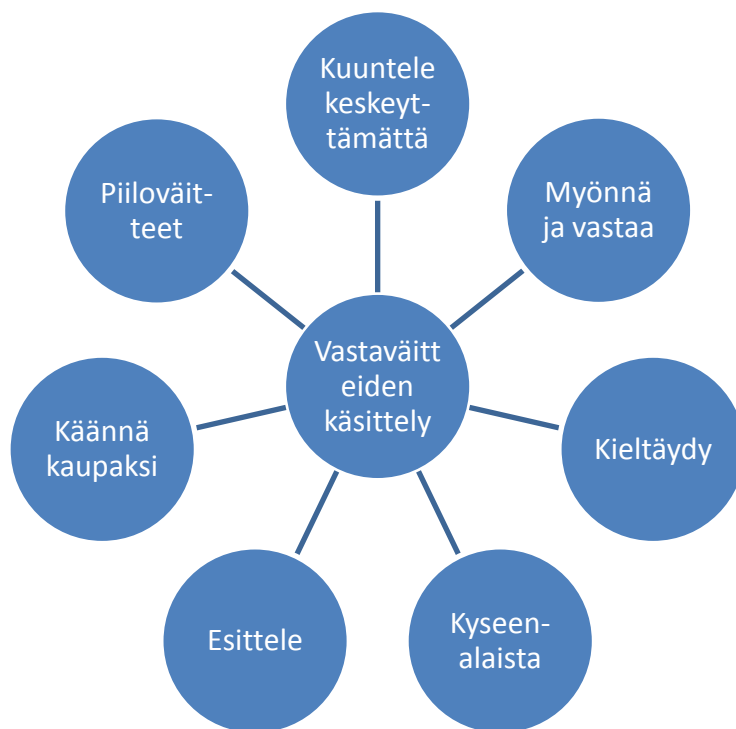 Kuuntele
keskeyt-
tämättä
Myönnä
ja vastaa
Kieltäydy
Kyseen-
alaista
Esittele
Käännä
kaupaksi
Piiloväit-
teet
Vastaväitt
eiden
käsittely